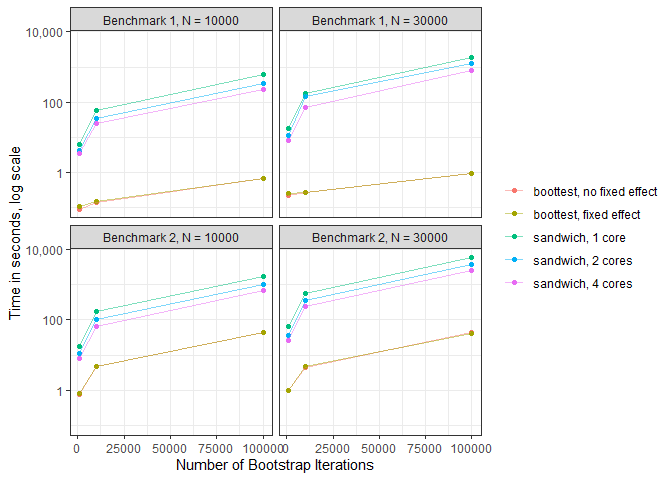 Benchmark 1, N = 10000
Benchmark 1, N = 30000
10,000
100
1
Benchmark 2, N = 10000
Benchmark 2, N = 30000
10,000
100
1
0 25000 50000 75000 100000
0 25000 50000 75000 100000
Number of Bootstrap Iterations
Time in seconds, log scale
boottest, no fixed effect
boottest, fixed effect
sandwich, 1 core
sandwich, 2 cores
sandwich, 4 cores